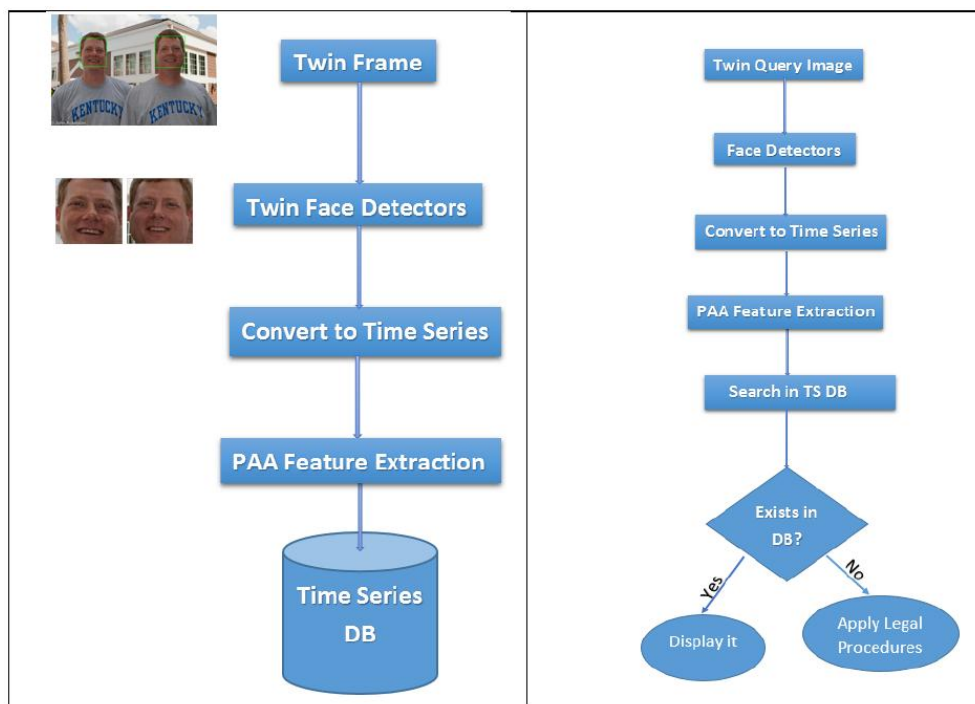 KENTUCKY KENTUCKY
Twin Frame
Twin Face Detectors
Convert to Time Series
PAA Feature Extraction
Time Series
DB
Twin Query Image
Face Detectors
Convert to Time Series
PAA Feature Extraction
Search in TS DB
Exists in
DB?
Yes
No
Display it
Apply Legal
Procedures